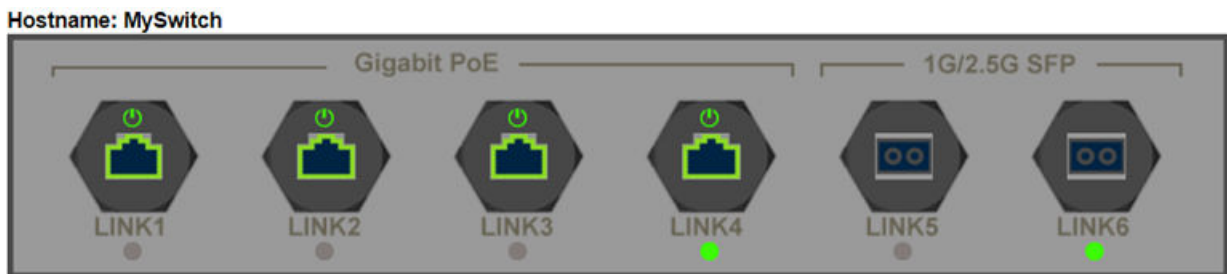 Hostname: MySwitch
Gigabit PoE 1G/2.5G SFP
LINK1 LINK2 LINK3 LINK4 LINK5 LINK6